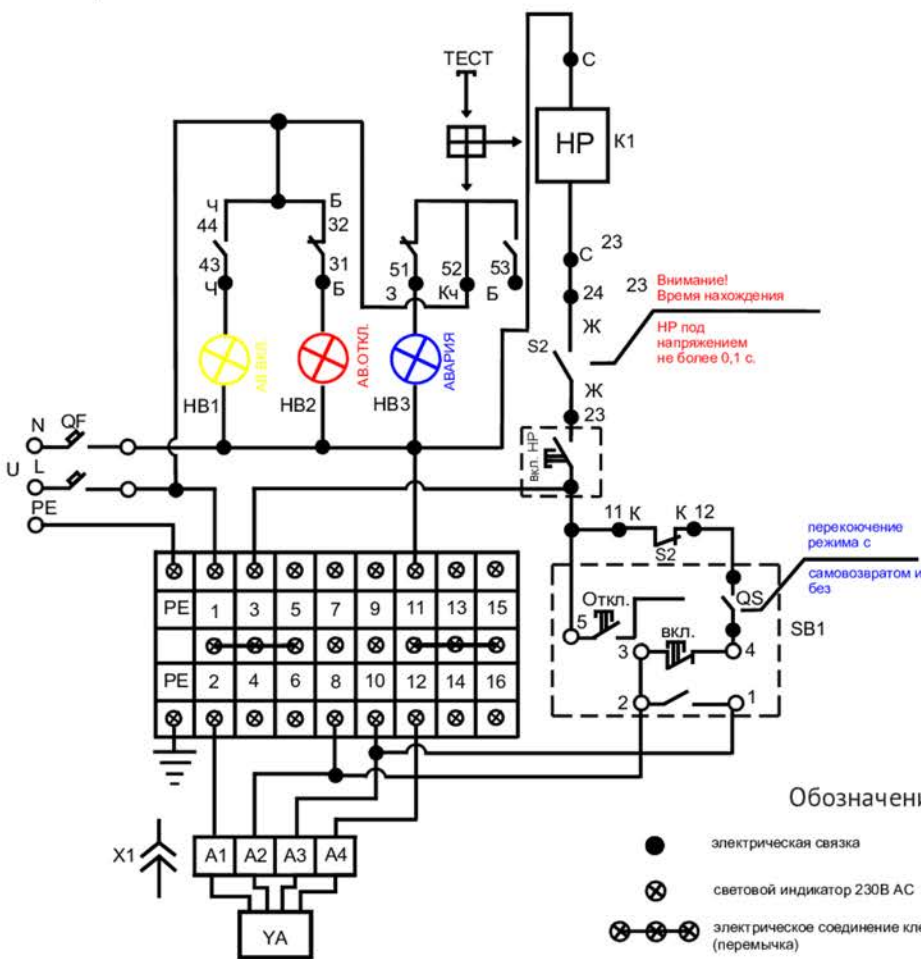 ТЕСТ
С
НР
К1
Ч
Б
44
32
43
31
51
52
53
С
23
Ч
Б
З
Кч
Б
24
23
Внимание!
Время нахождения
Ж
S2
НР под
напряжением
не более 0,1 с.
АВ ВКЛ
АВ.ОТКЛ.
АВАРИЯ
Ж
НВ1
НВ2
НВ3
23
N
QF
вкл. НР
U
L
PE
11
К
К
12
S2
перекоючение
режима с
самовозвратом и
без
PE
1
3
5
7
9
11
13
15
Откл.
QS
5
SB1
вкл.
3
4
PE
2
4
6
8
10
12
14
16
2
1
Обозначени
X1
A1
A2
A3
A4
электрическая связка
световой индикатор 230В АС
YA
электрическое соединение кле
(перемычка)